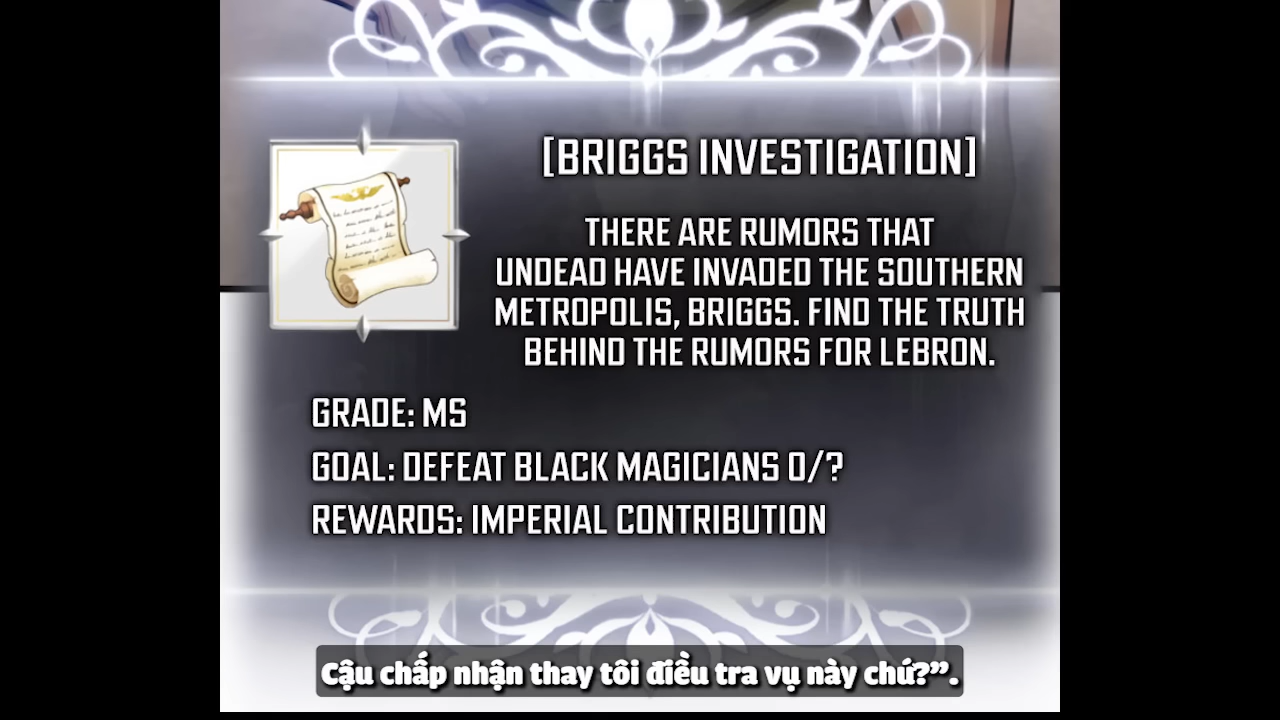 [BRIGGS INVESTIGATION]
THERE ARE RUMORS THAT
UNDEAD HAVE INVADED THE SOUTHERN
METROPOLIS, BRIGGS. FIND THE TRUTH
BEHIND THE RUMORS FOR LEBRON.
GRADE: MS
GOAL: DEFEAT BLACK MAGICIANS 0/?
REWARDS: IMPERIAL CONTRIBUTION
Cậu chấp nhận thay tôi điều tra vụ này chứ?”.